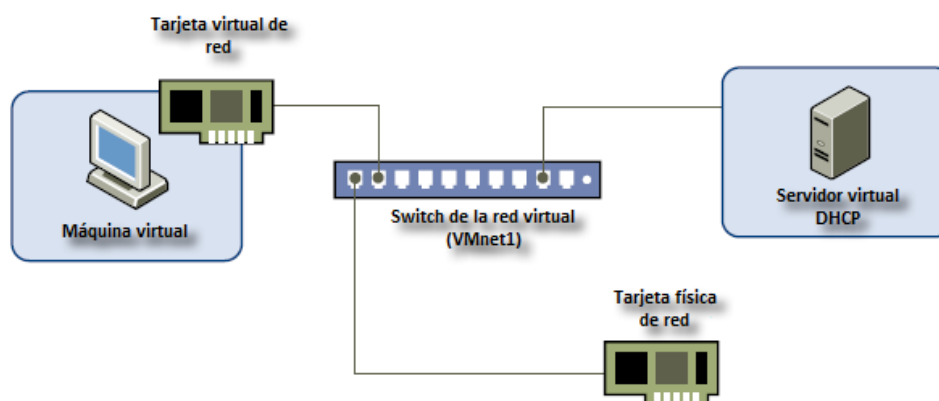 Tarjeta virtual de
red
Máquina virtual
Switch de la red virtual
(VMnet1)
Servidor virtual
DHCP
Tarjeta física
de red